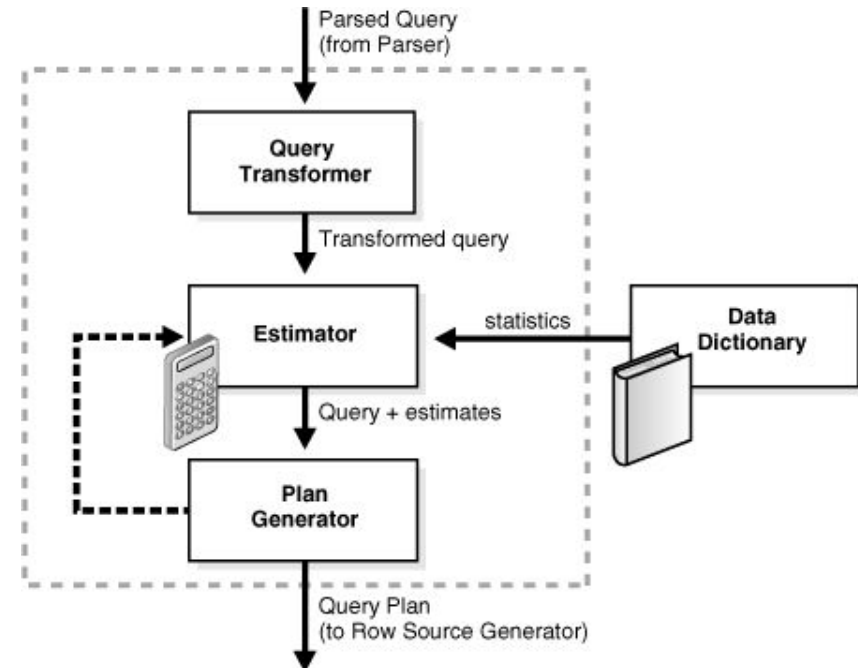 Parsed Query
(from Parser)
Query
Transformer
Transformed query
Estimator
statistics
Data
Dictionary
Query + estimates
Plan
Generator
Query Plan
(to Row Source Generator)